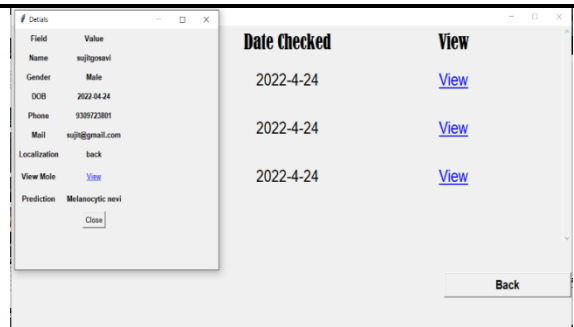 Details
Field Value
Name sujitgosavi
Gender Male
DOB 2022-04-24
Phone 9309723801
Mail sujit@gmail.com
Localization back
View Mole View
Prediction Melanocytic nevi
Close
Date Checked View
2022-4-24 View
2022-4-24 View
2022-4-24 View
Back